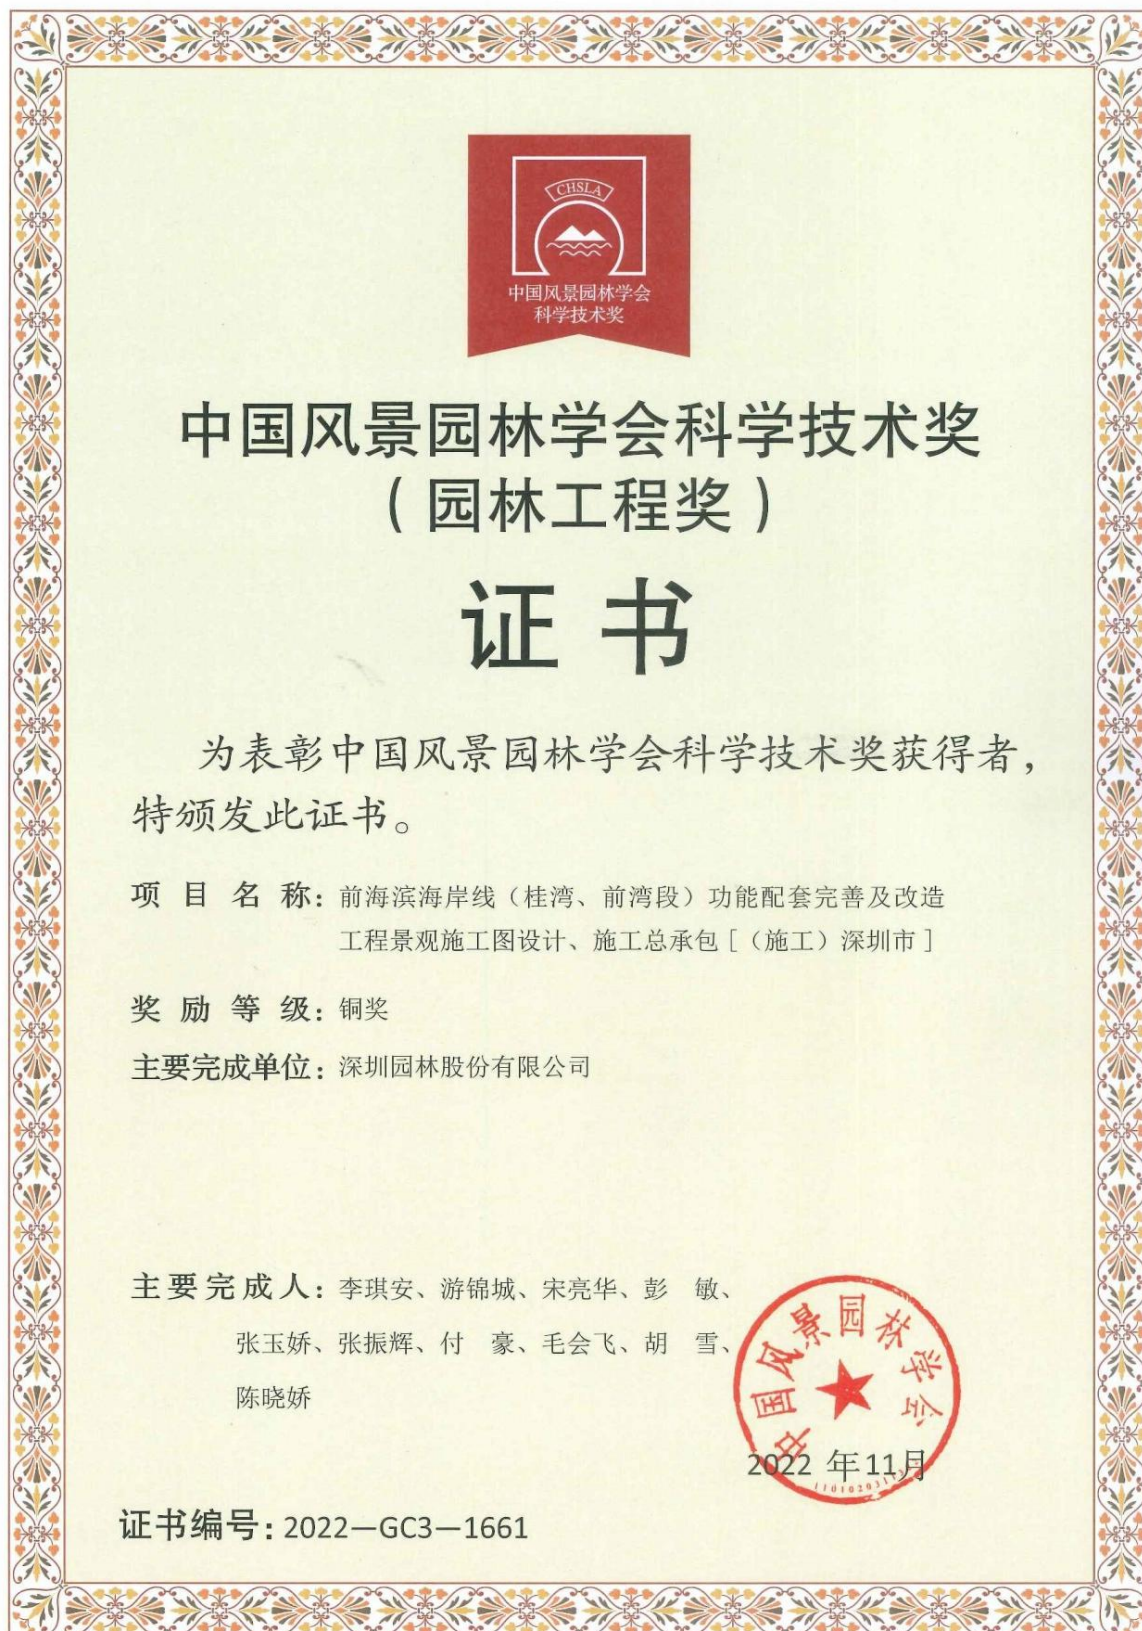 CHSLA
中国风景园林学会
科学技术奖
中国风景园林学会科学技术奖
（园林工程奖）
证书
为表彰中国风景园林学会科学技术奖获得者，
特颁发此证书。
项目名称：前海滨海岸线（桂湾、前湾段）功能配套完善及改造
工程景观施工图设计、施工总承包［（施工）深圳市］
奖励等级：铜奖
主要完成单位：深圳园林股份有限公司
主要完成人：李琪安、游锦城、宋亮华、彭　敏、
张玉娇、张振辉、付　豪、毛会飞、胡　雪、
陈晓娇
中国风景园林学会
2022 年11月
证书编号：2022—GC3—1661